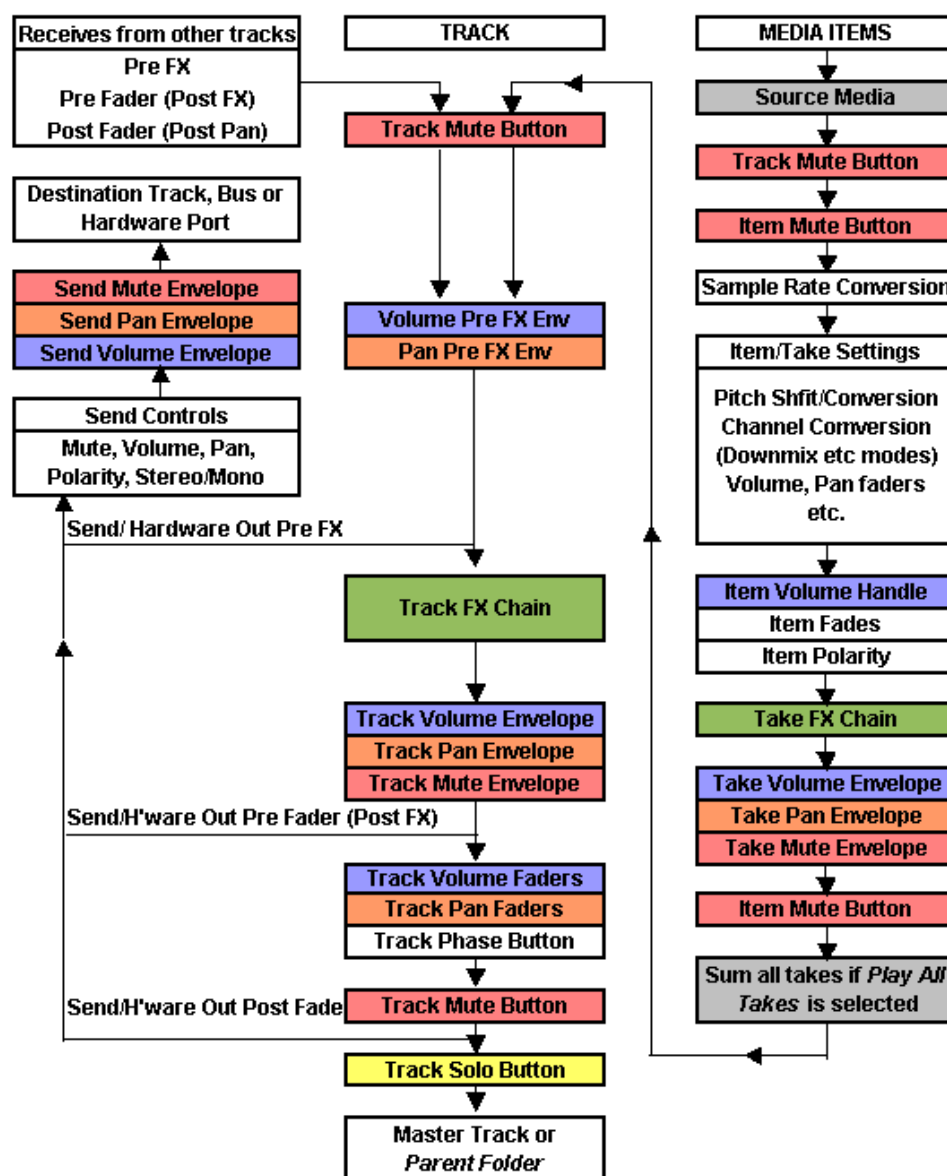 Receives from other tracks
Pre FX
Pre Fader (Post FX)
Post Fader (Post Pan)
Destination Track, Bus or
Hardware Port
Send Mute Envelope
Send Pan Envelope
Send Volume Envelope
Send Controls
Mute, Volume, Pan,
Polarity, Stereo/Mono
Send/ Hardware Out Pre FX
Send/H'ware Out Pre Fader (Post FX)
Send/H'ware Out Post Fade
TRACK
Track Mute Button
Volume Pre FX Env
Pan Pre FX Env
Track FX Chain
Track Volume Envelope
Track Pan Envelope
Track Mute Envelope
Track Volume Faders
Track Pan Faders
Track Phase Button
Track Mute Button
Track Solo Button
Master Track or
Parent Folder
MEDIA ITEMS
Source Media
Track Mute Button
Item Mute Button
Sample Rate Conversion
Item/Take Settings
Pitch Shfit/Conversion
Channel Comversion
(Downmix etc modes)
Volume, Pan faders
etc.
Item Volume Handle
Item Fades
Item Polarity
Take FX Chain
Take Volume Envelope
Take Pan Envelope
Take Mute Envelope
Item Mute Button
Sum all takes if Play All
Takes is selected